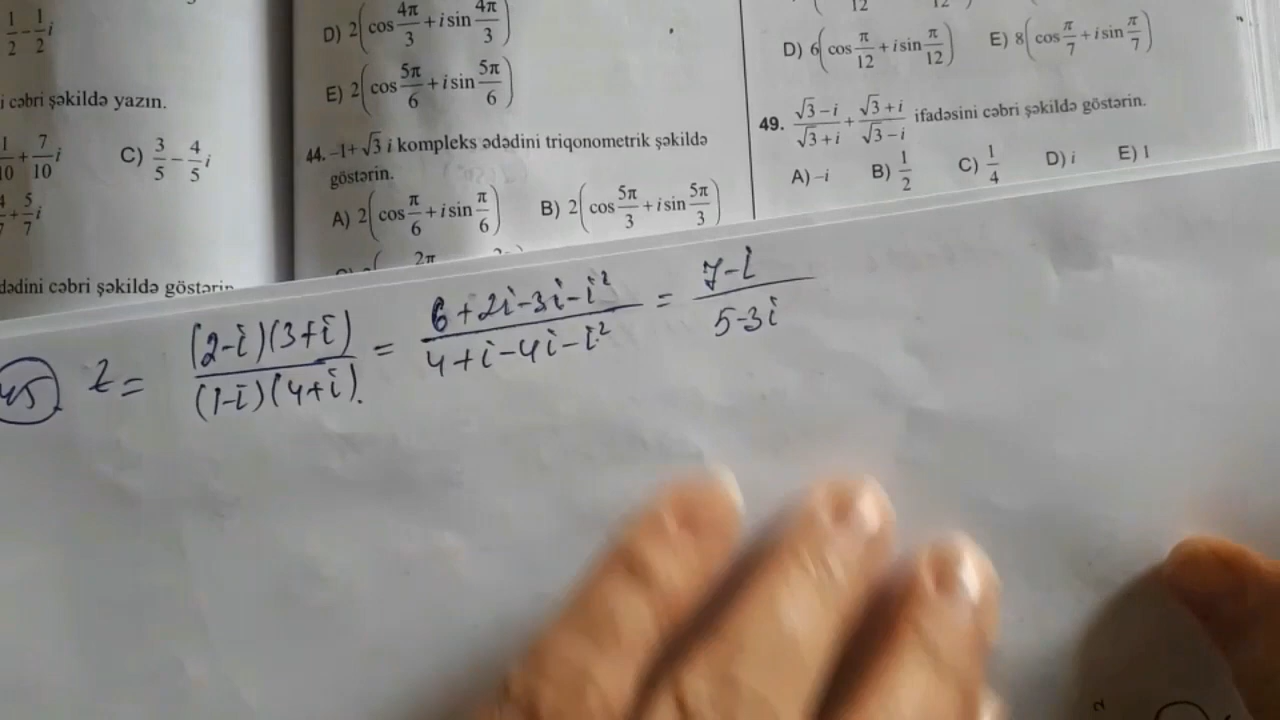 1/2 - 1/2 i
i cəbri şəkildə yazın.
1/10 + 7/10 i C) 3/5 - 4/5 i
+ 5/7 i
dədini cəbri şəkildə göstərin
D) 2(cos 4π/3 + i sin 4π/3)
E) 2(cos 5π/6 + i sin 5π/6)
44. -1+√3 i kompleks ədədini triqonometrik şəkildə
göstərin.
A) 2(cos π/6 + i sin π/6) B) 2(cos 5π/3 + i sin 5π/3)
2π
12 12
D) 6(cos π/12 + i sin π/12) E) 8(cos π/7 + i sin π/7)
49. (√3-i)/(√3+i) + (√3+i)/(√3-i) ifadəsini cəbri şəkildə göstərin.
A) -i B) 1/2 C) 1/4 D) i E) 1
45. z = ((2-i)(3+i))/((1-i)(4+i)) = (6+2i-3i-i²)/(4+i-4i-i²) = (7-i)/(5-3i)